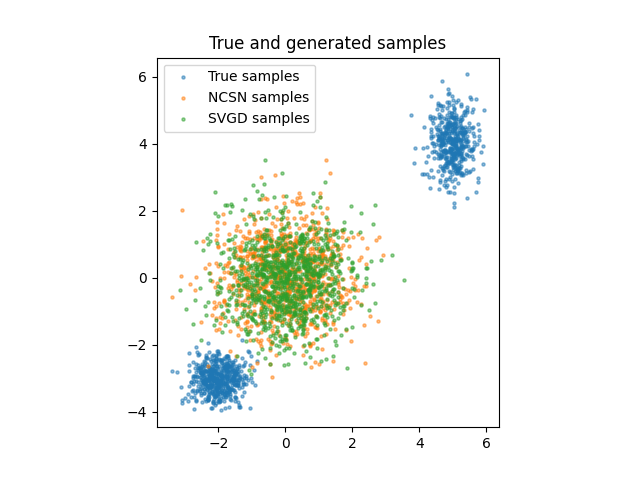 True and generated samples
True samples
NCSN samples
SVGD samples
6
4
2
0
−2
−4
−2 0 2 4 6